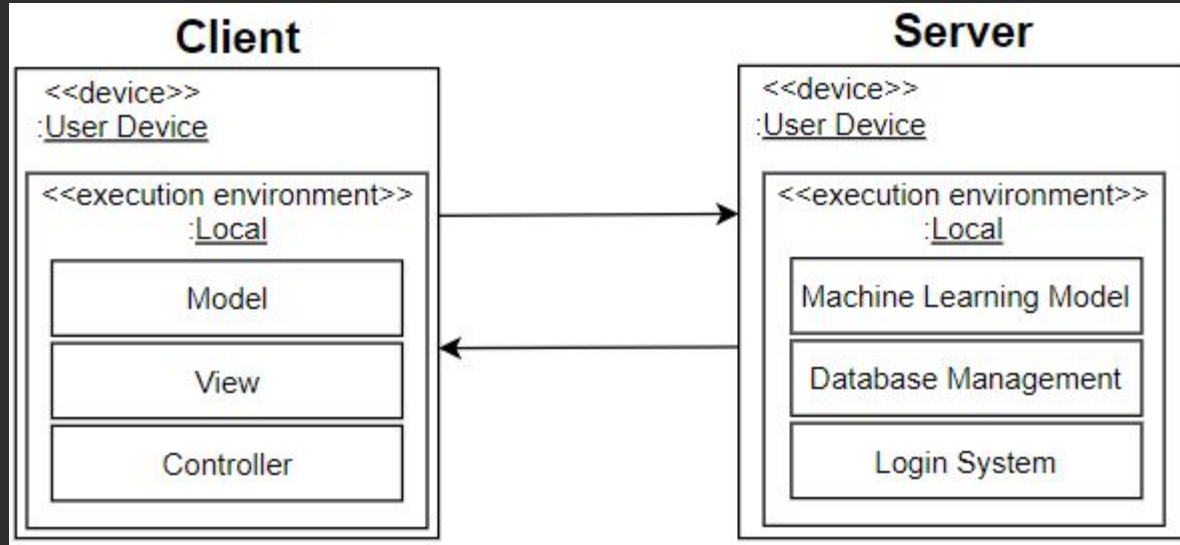 Client
<<device>>
:User Device
<<execution environment>>
:Local
Model
View
Controller
Server
<<device>>
:User Device
<<execution environment>>
:Local
Machine Learning Model
Database Management
Login System